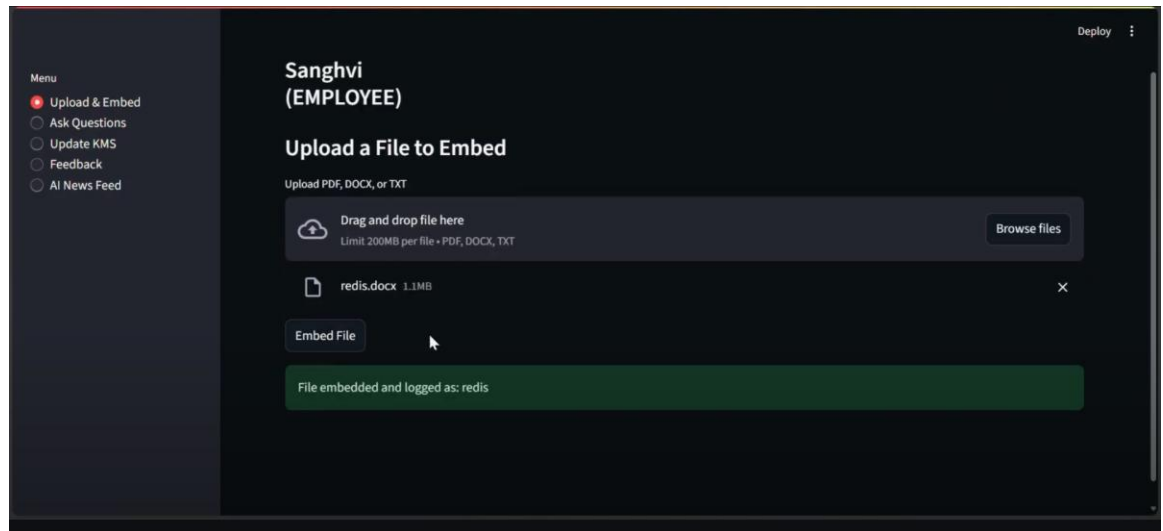 Deploy
Menu
Upload & Embed
Ask Questions
Update KMS
Feedback
AI News Feed
Sanghvi
(EMPLOYEE)
Upload a File to Embed
Upload PDF, DOCX, or TXT
Drag and drop file here
Limit 200MB per file • PDF, DOCX, TXT
Browse files
redis.docx 1.1MB
Embed File
File embedded and logged as: redis